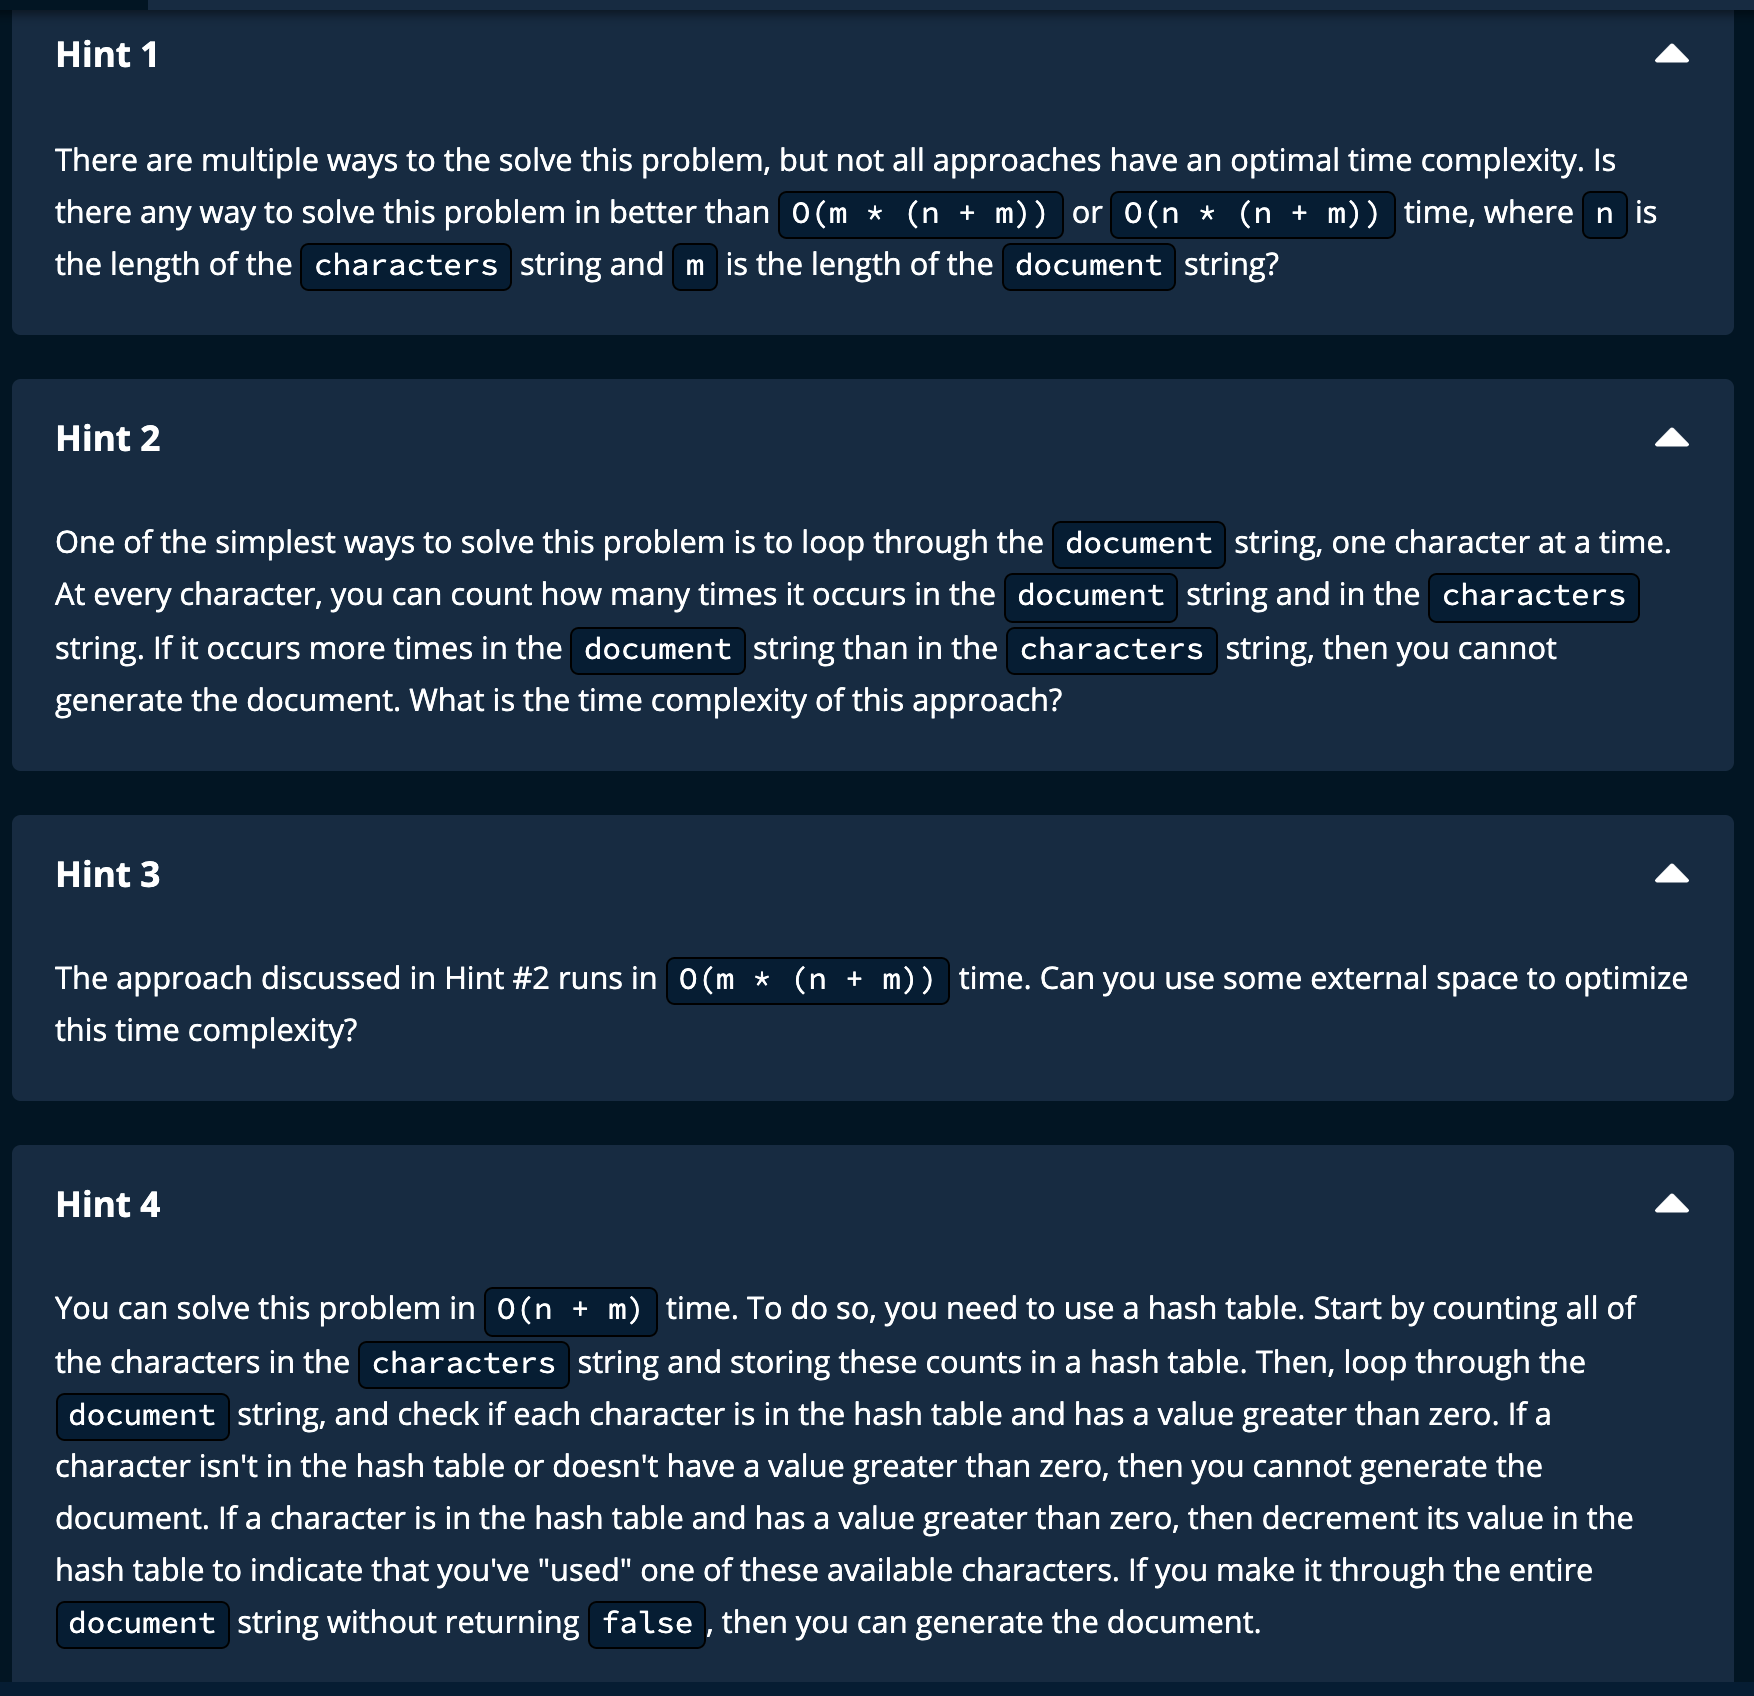 Hint 1
There are multiple ways to the solve this problem, but not all approaches have an optimal time complexity. Is
there any way to solve this problem in better than O(m * (n + m)) or O(n * (n + m)) time, where n is
the length of the characters string and m is the length of the document string?
Hint 2
One of the simplest ways to solve this problem is to loop through the document string, one character at a time.
At every character, you can count how many times it occurs in the document string and in the characters
string. If it occurs more times in the document string than in the characters string, then you cannot
generate the document. What is the time complexity of this approach?
Hint 3
The approach discussed in Hint #2 runs in O(m * (n + m)) time. Can you use some external space to optimize
this time complexity?
Hint 4
You can solve this problem in O(n + m) time. To do so, you need to use a hash table. Start by counting all of
the characters in the characters string and storing these counts in a hash table. Then, loop through the
document string, and check if each character is in the hash table and has a value greater than zero. If a
character isn't in the hash table or doesn't have a value greater than zero, then you cannot generate the
document. If a character is in the hash table and has a value greater than zero, then decrement its value in the
hash table to indicate that you've "used" one of these available characters. If you make it through the entire
document string without returning false, then you can generate the document.